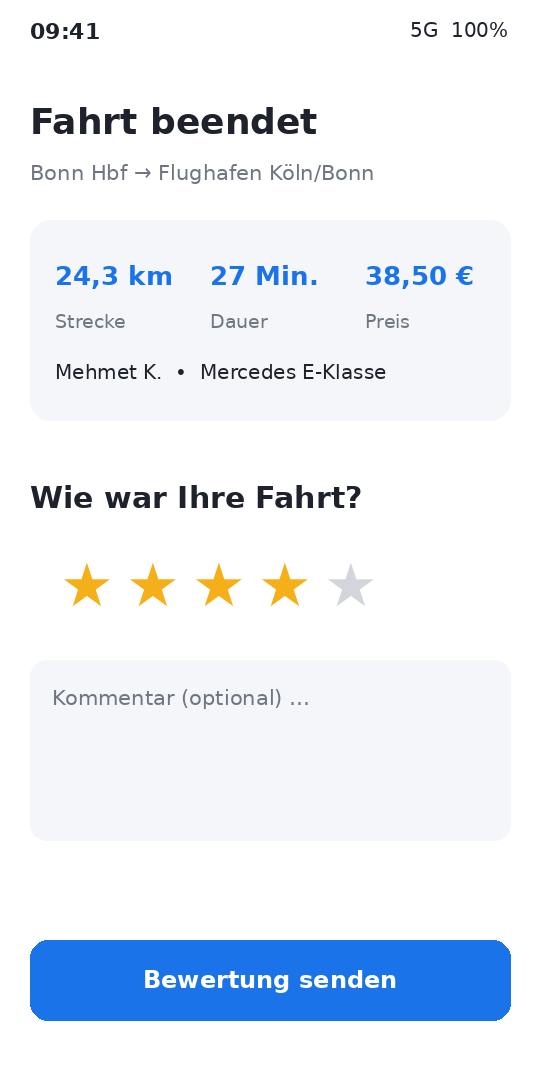 09:41 5G 100%
Fahrt beendet
Bonn Hbf → Flughafen Köln/Bonn
24,3 km 27 Min. 38,50 €
Strecke Dauer Preis
Mehmet K. • Mercedes E-Klasse
Wie war Ihre Fahrt?
Kommentar (optional) …
Bewertung senden